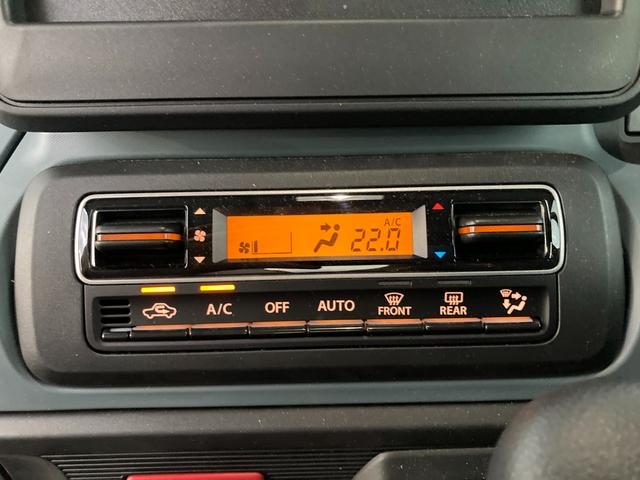 A/C
22.0
A/C
OFF
AUTO
FRONT
REAR